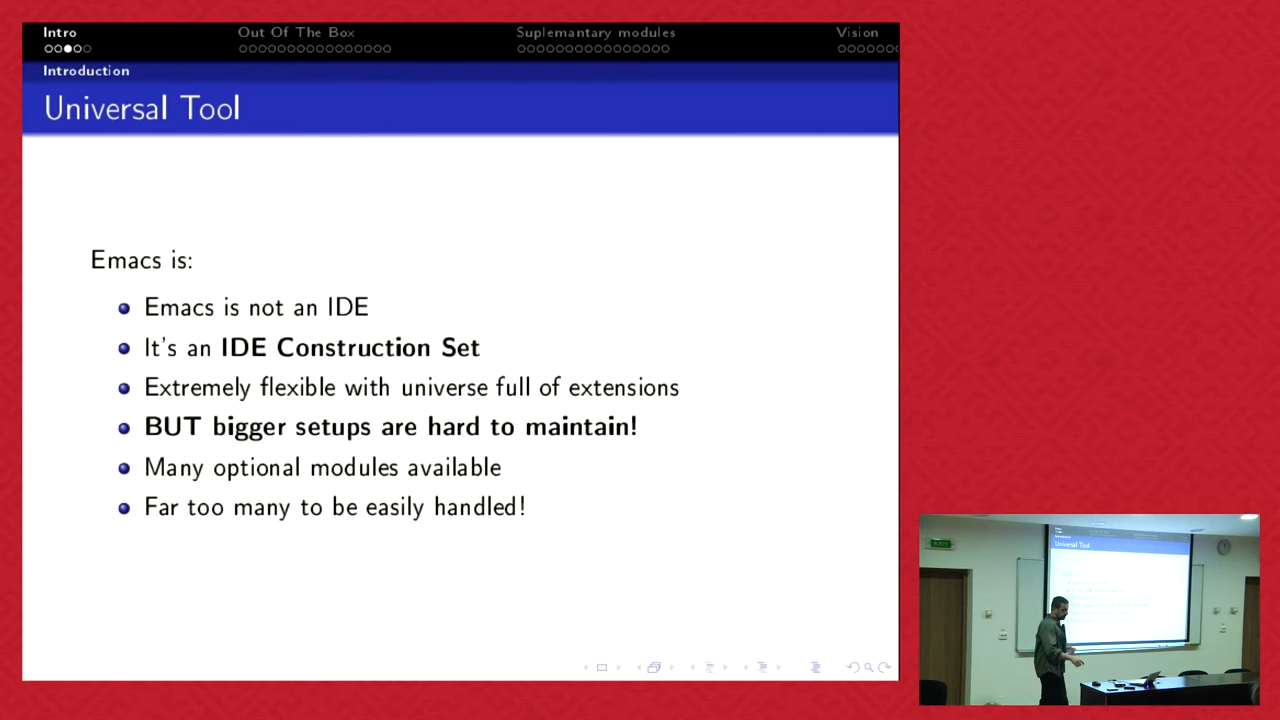 Intro
Out Of The Box
Suplemantary modules
Vision
Introduction
Universal Tool
Emacs is:
Emacs is not an IDE
It's an IDE Construction Set
Extremely flexible with universe full of extensions
BUT bigger setups are hard to maintain!
Many optional modules available
Far too many to be easily handled!
Universal Tool